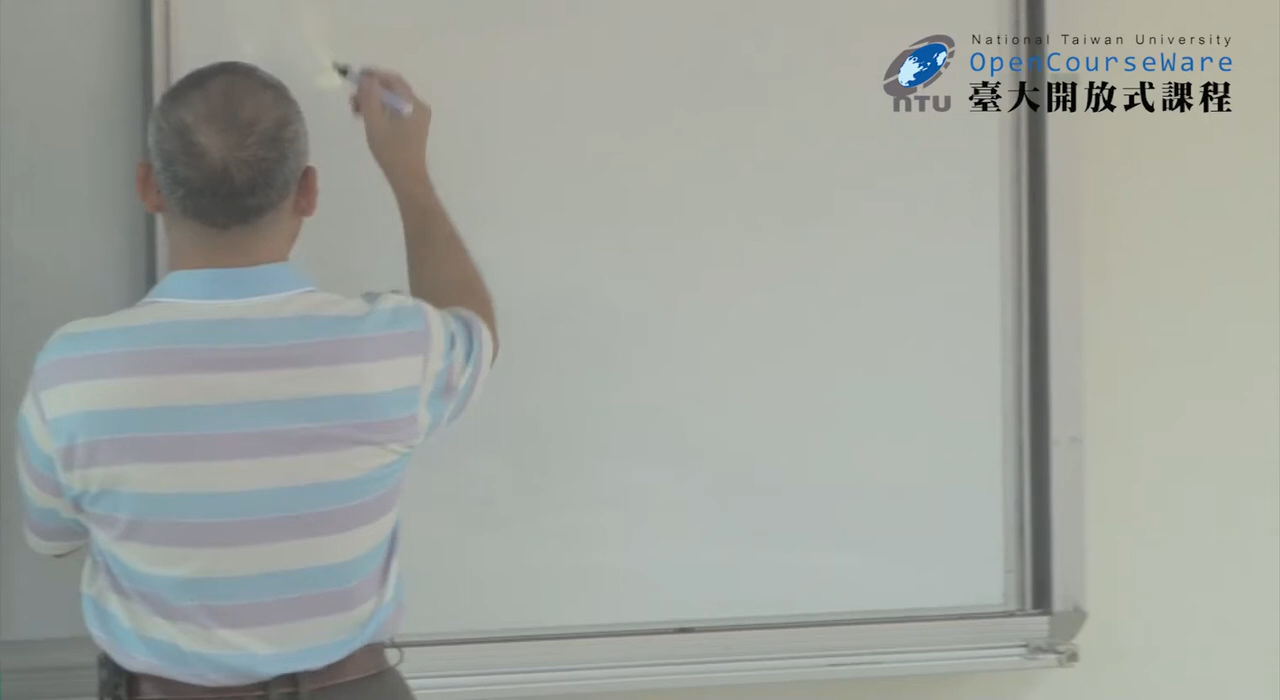 National Taiwan University
OpenCourseWare
NTU
臺大開放式課程